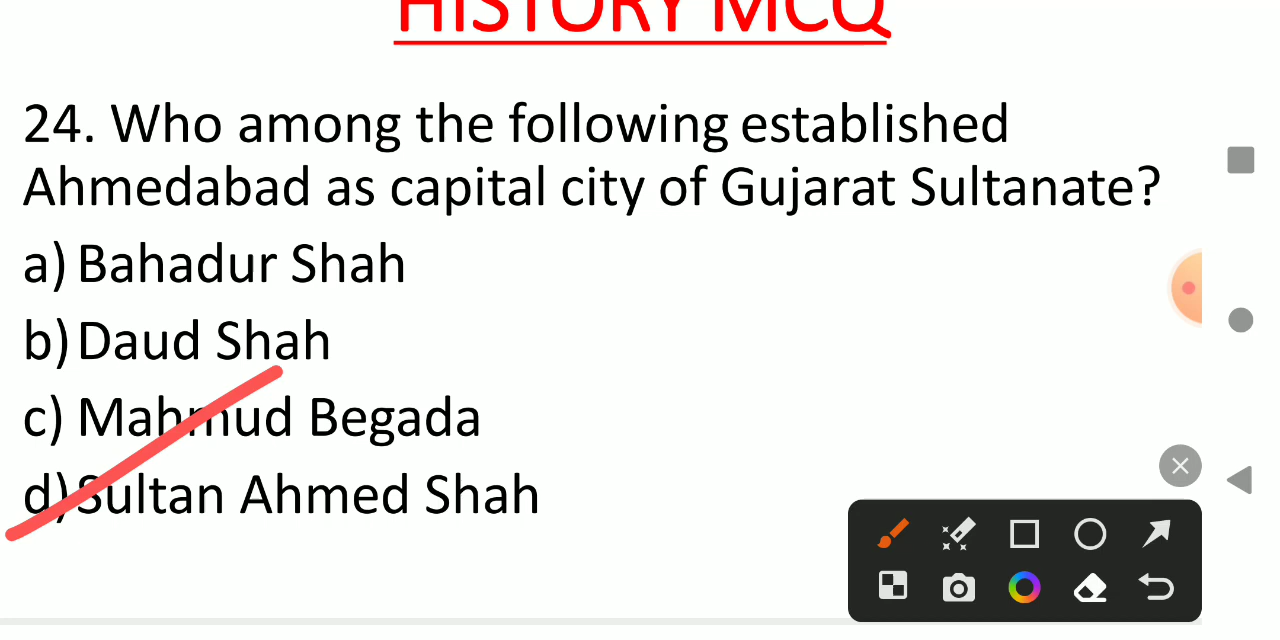 HISTORY MCQ
24. Who among the following established
Ahmedabad as capital city of Gujarat Sultanate?
a) Bahadur Shah
b) Daud Shah
c) Mahmud Begada
d) Sultan Ahmed Shah